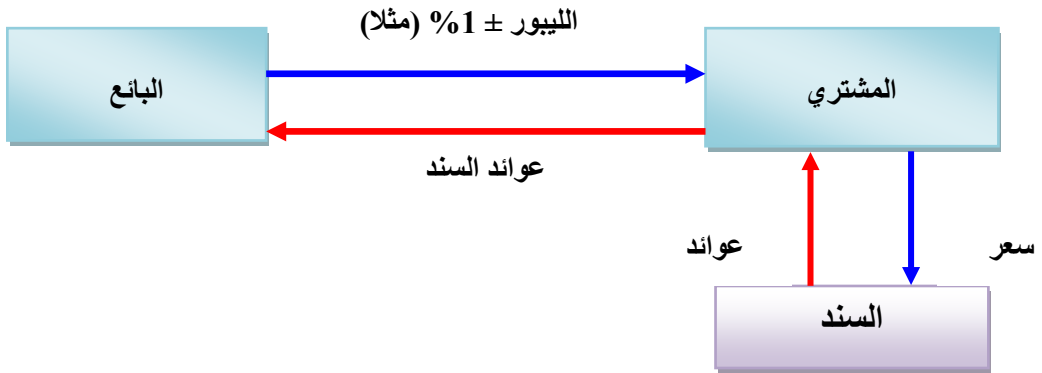 الليبور ± 1% (مثلا)
المشتري
البائع
عوائد السند
سعر
عوائد
السند